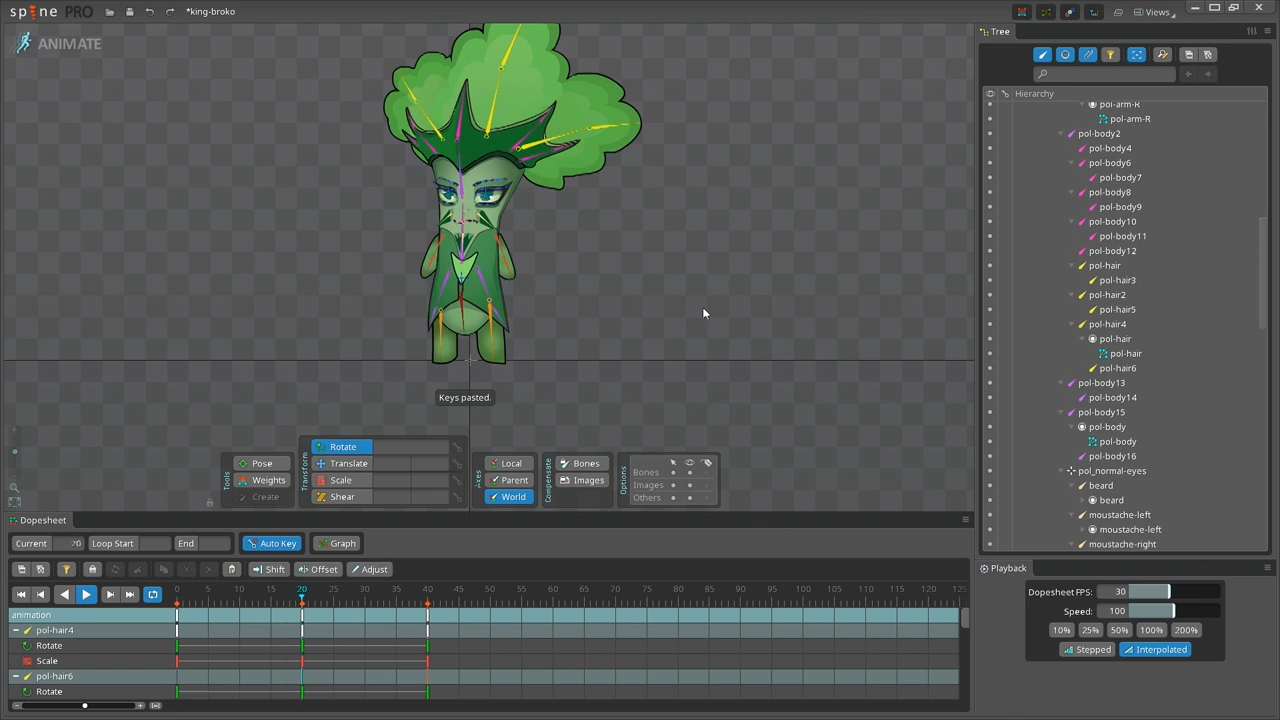 spine PRO
*king-broko
Views
ANIMATE
Keys pasted.
Tools
Pose
Weights
Create
Transform
Rotate
Translate
Scale
Shear
Axes
Local
Parent
World
Compensate
Bones
Images
Options
Bones
Images
Others
Tree
Hierarchy
pol-arm-R
pol-arm-R
pol-body2
pol-body4
pol-body6
pol-body7
pol-body8
pol-body9
pol-body10
pol-body11
pol-body12
pol-hair
pol-hair3
pol-hair2
pol-hair5
pol-hair4
pol-hair
pol-hair
pol-hair6
pol-body13
pol-body14
pol-body15
pol-body
pol-body
pol-body16
pol_normal-eyes
beard
beard
moustache-left
moustache-left
moustache-right
Dopesheet
Current 20 Loop Start End Auto Key Graph
Shift Offset Adjust
0 5 10 15 20 25 30 35 40 45 50 55 60 65 70 75 80 85 90 95 100 105 110 115 120 125
animation
pol-hair4
Rotate
Scale
pol-hair6
Rotate
Playback
Dopesheet FPS: 30
Speed: 100
10% 25% 50% 100% 200%
Stepped Interpolated